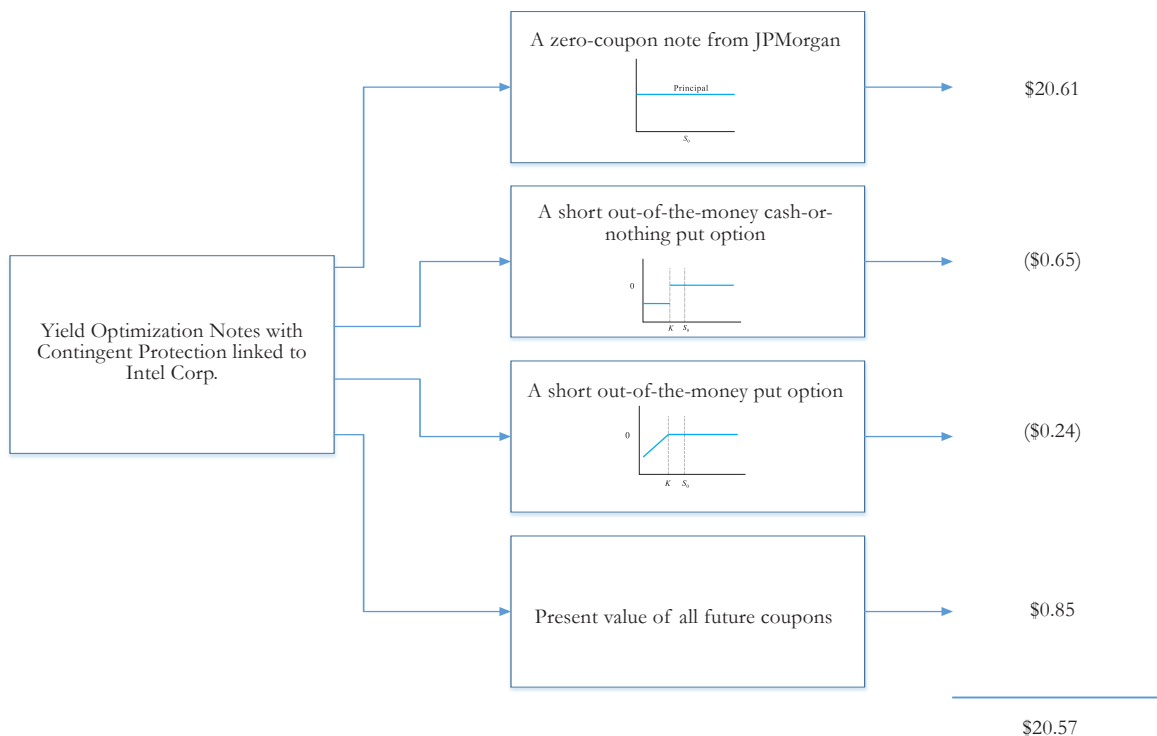 A zero-coupon note from JPMorgan
Principal
S₀
$20.61
A short out-of-the-money cash-or-
nothing put option
0
K S₀
($0.65)
Yield Optimization Notes with
Contingent Protection linked to
Intel Corp.
A short out-of-the-money put option
0
K S₀
($0.24)
Present value of all future coupons
$0.85
$20.57